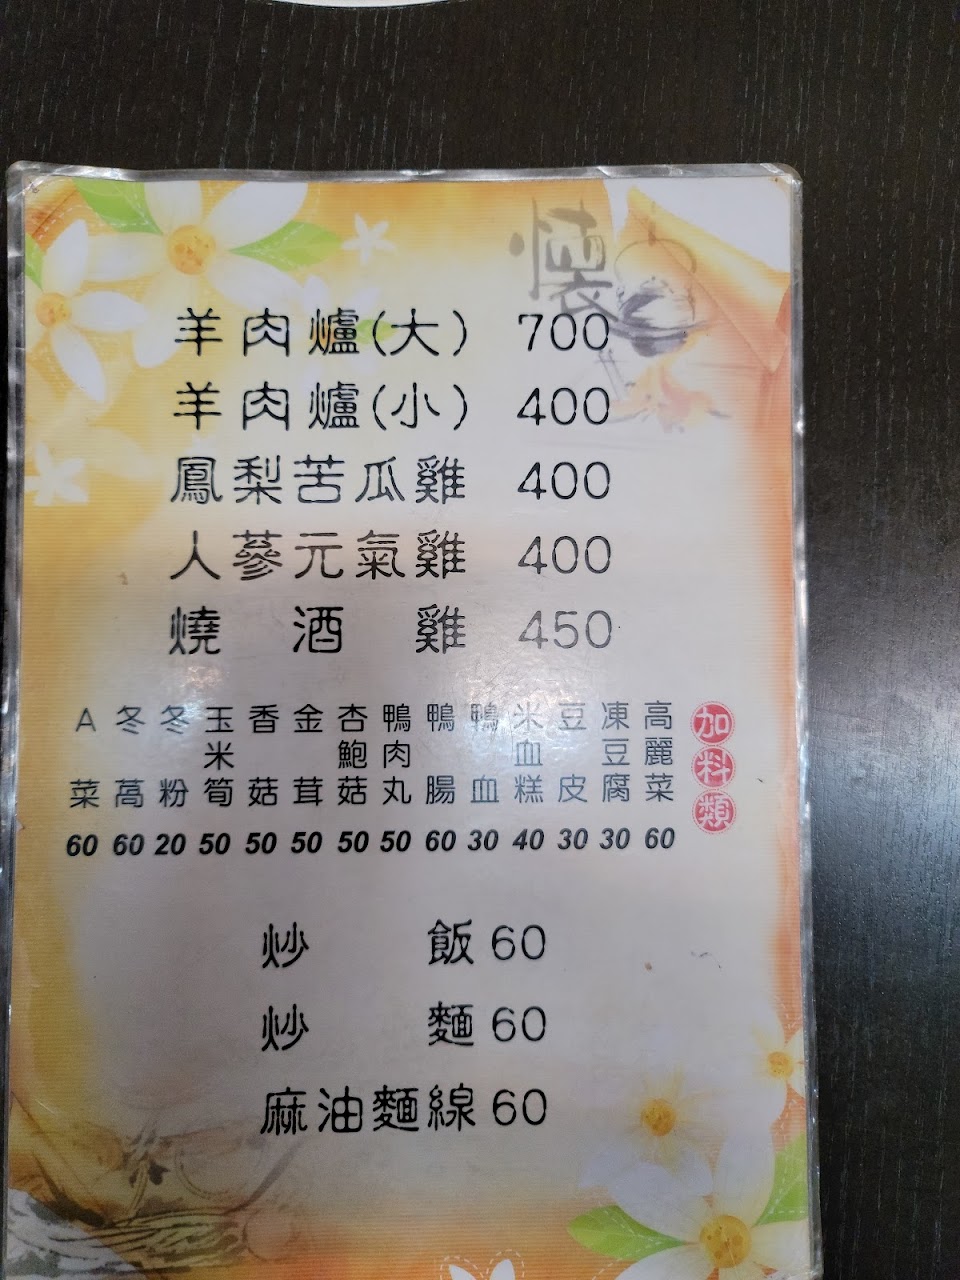 懷
羊肉爐(大) 700
羊肉爐(小) 400
鳳梨苦瓜雞 400
人蔘元氣雞 400
燒酒雞 450
加料類
高麗菜 60
凍豆腐 30
豆皮 30
米血糕 40
鴨血 30
鴨腸 60
鴨肉丸 50
杏鮑菇 50
金茸 50
香菇 50
玉米筍 50
冬粉 20
冬蒿 60
A菜 60
炒飯 60
炒麵 60
麻油麵線 60